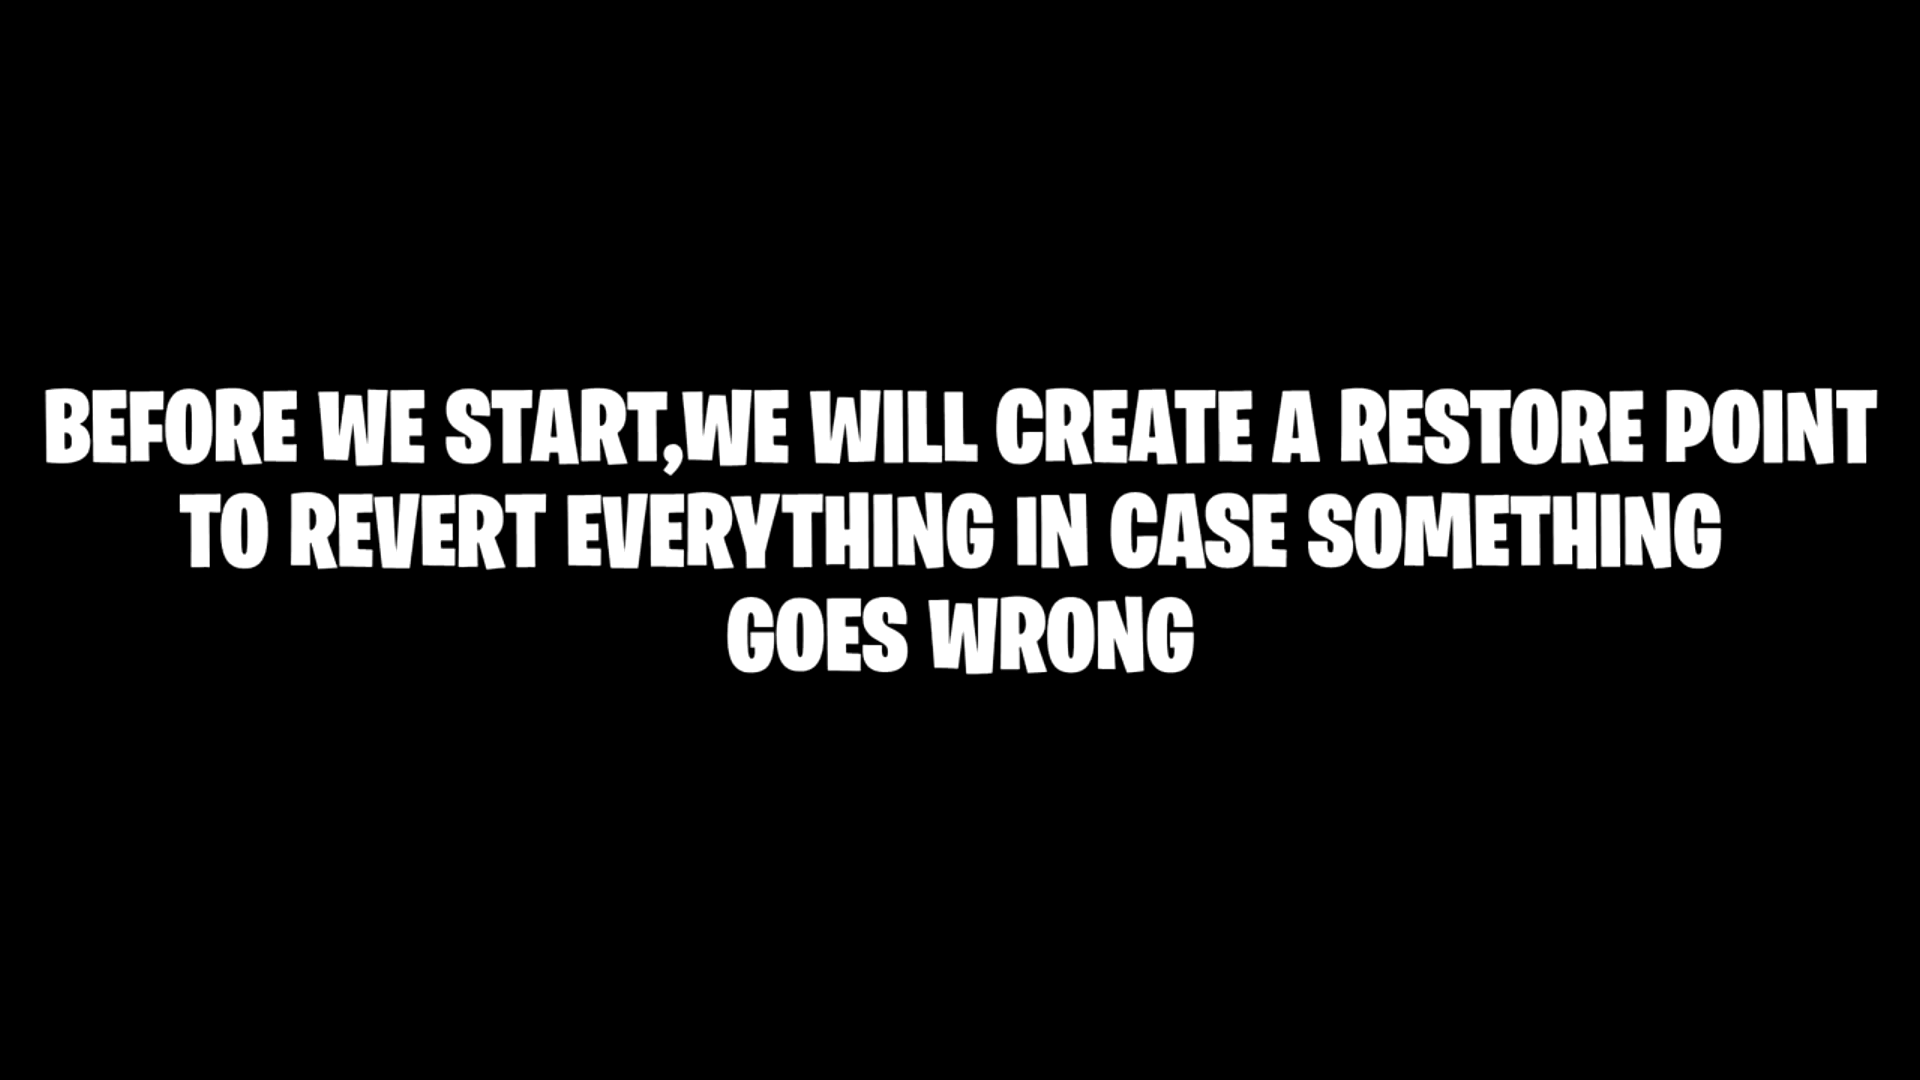 BEFORE WE START,WE WILL CREATE A RESTORE POINT
TO REVERT EVERYTHING IN CASE SOMETHING
GOES WRONG